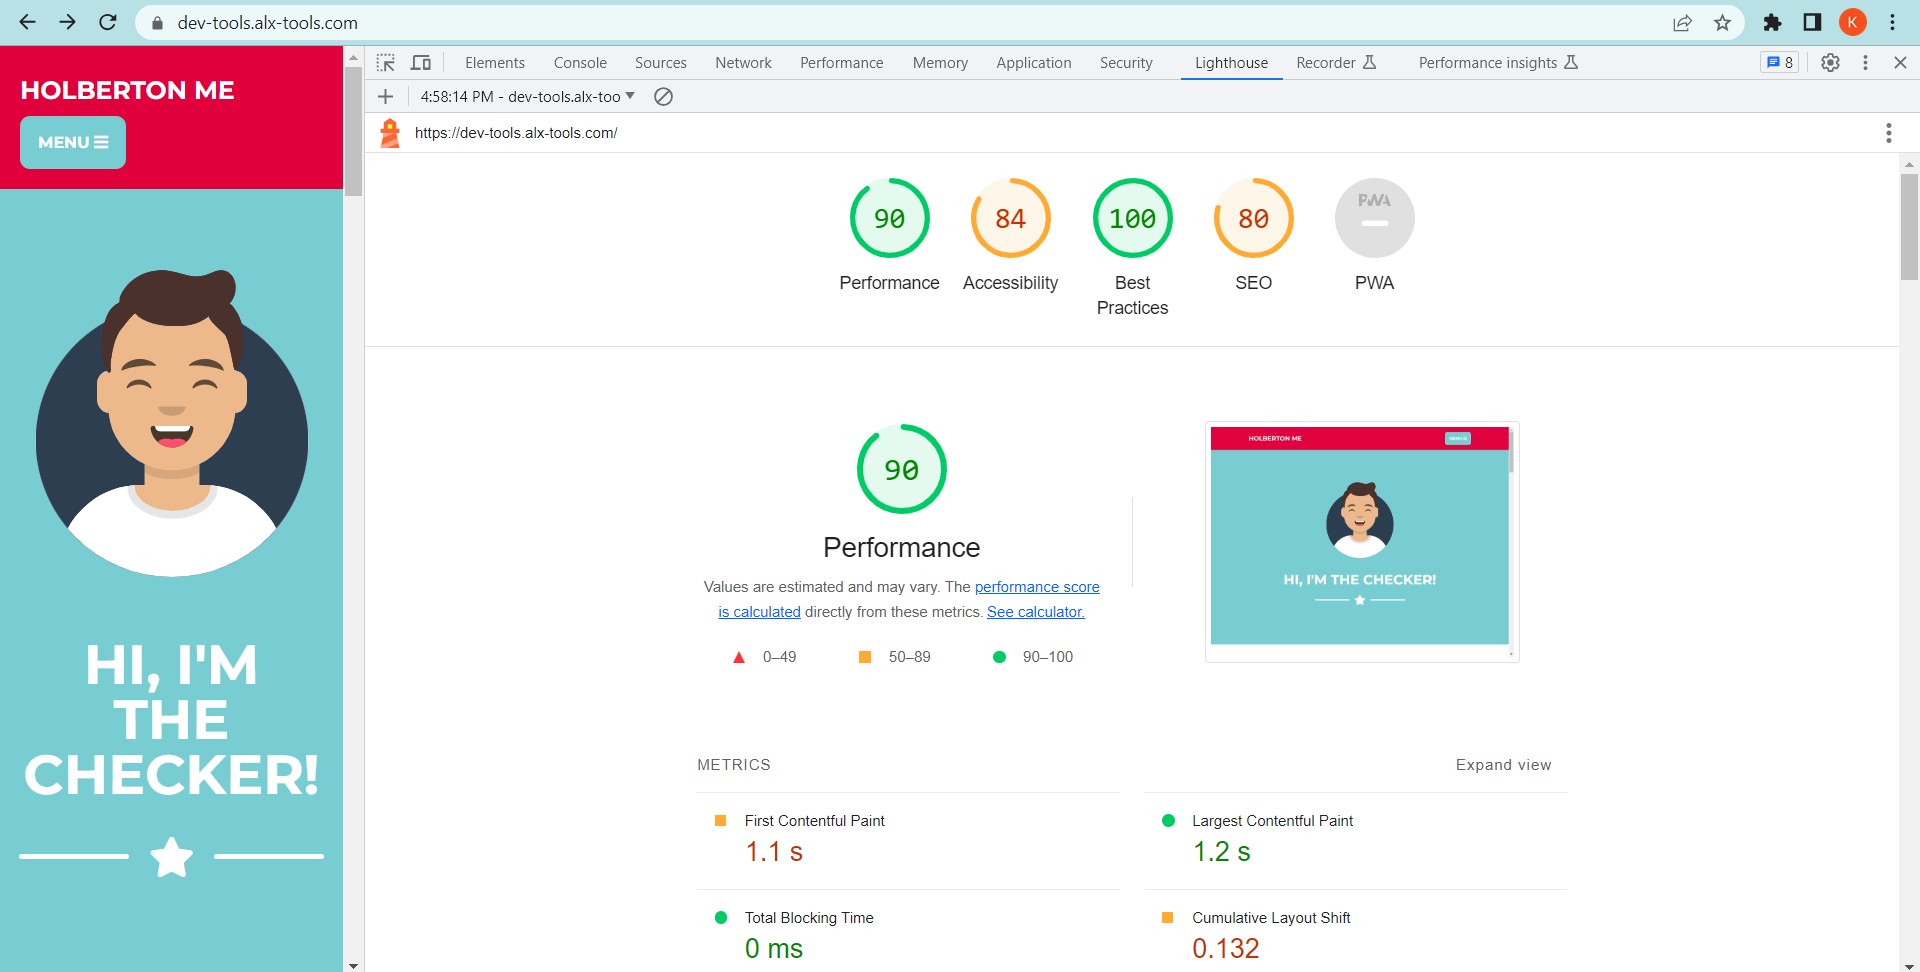 dev-tools.alx-tools.com
K
HOLBERTON ME
MENU
HI, I'M
THE
CHECKER!
Elements Console Sources Network Performance Memory Application Security Lighthouse Recorder Performance insights 8
4:58:14 PM - dev-tools.alx-too
https://dev-tools.alx-tools.com/
90 84 100 80 PWA
Performance Accessibility Best Practices SEO PWA
90
Performance
Values are estimated and may vary. The performance score
is calculated directly from these metrics. See calculator.
0–49 50–89 90–100
HOLBERTON ME
MENU
HI, I'M THE CHECKER!
METRICS Expand view
First Contentful Paint
1.1 s
Largest Contentful Paint
1.2 s
Total Blocking Time
0 ms
Cumulative Layout Shift
0.132